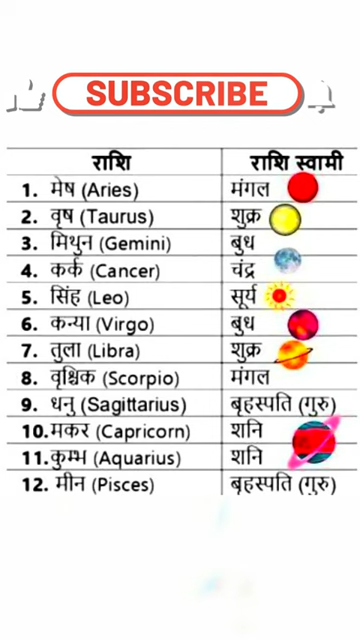 SUBSCRIBE
राशि राशि स्वामी
1. मेष (Aries) मंगल
2. वृष (Taurus) शुक्र
3. मिथुन (Gemini) बुध
4. कर्क (Cancer) चंद्र
5. सिंह (Leo) सूर्य
6. कन्या (Virgo) बुध
7. तुला (Libra) शुक्र
8. वृश्चिक (Scorpio) मंगल
9. धनु (Sagittarius) बृहस्पति (गुरु)
10. मकर (Capricorn) शनि
11. कुम्भ (Aquarius) शनि
12. मीन (Pisces) बृहस्पति (गुरु)